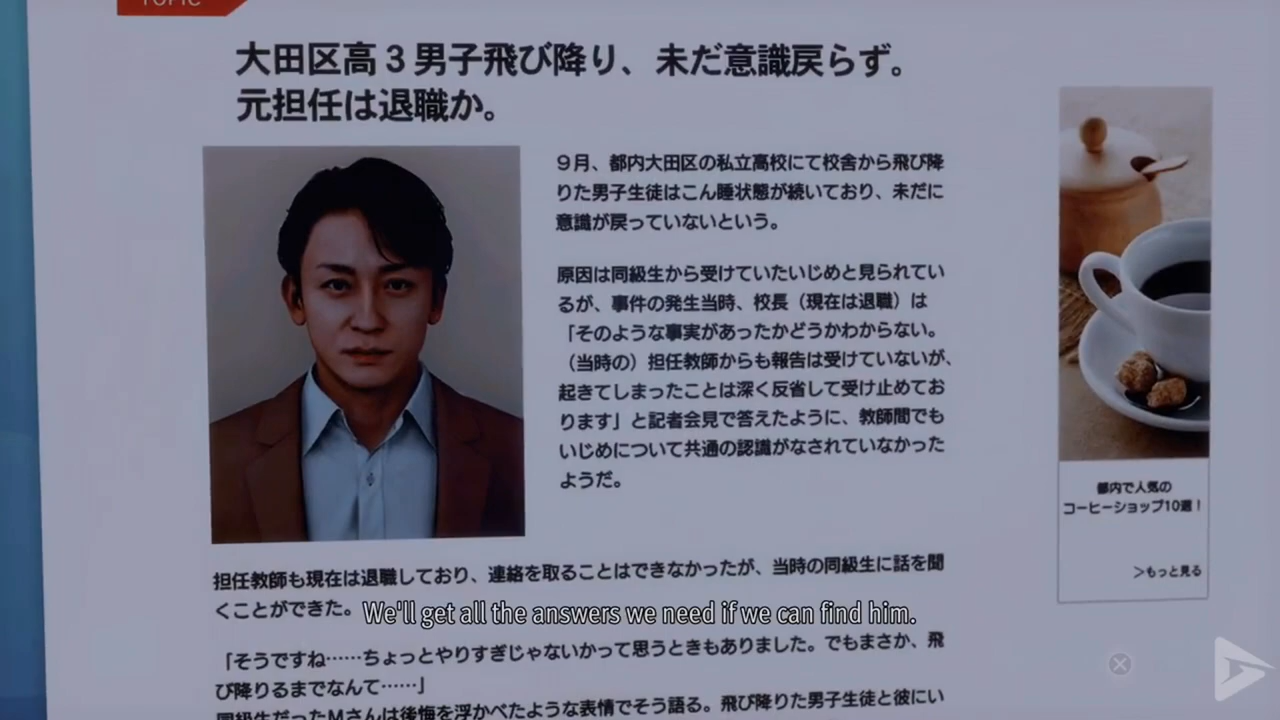 TOPIC
大田区高3男子飛び降り、未だ意識戻らず。
元担任は退職か。
9月、都内大田区の私立高校にて校舎から飛び降
りた男子生徒はこん睡状態が続いており、未だに
意識が戻っていないという。
原因は同級生から受けていたいじめと見られてい
るが、事件の発生当時、校長（現在は退職）は
「そのような事実があったかどうかわからない。
（当時の）担任教師からも報告は受けていないが、
起きてしまったことは深く反省して受け止めてお
ります」と記者会見で答えたように、教師間でも
いじめについて共通の認識がなされていなかった
ようだ。
担任教師も現在は退職しており、連絡を取ることはできなかったが、当時の同級生に話を聞
くことができた。
We'll get all the answers we need if we can find him.
「そうですね……ちょっとやりすぎじゃないかって思うときもありました。でもまさか、飛
び降りるまでなんて……」
同級生だったMさんは後悔を浮かべたような表情でそう語る。飛び降りた男子生徒と彼にい
都内で人気の
コーヒーショップ10選！
＞もっと見る